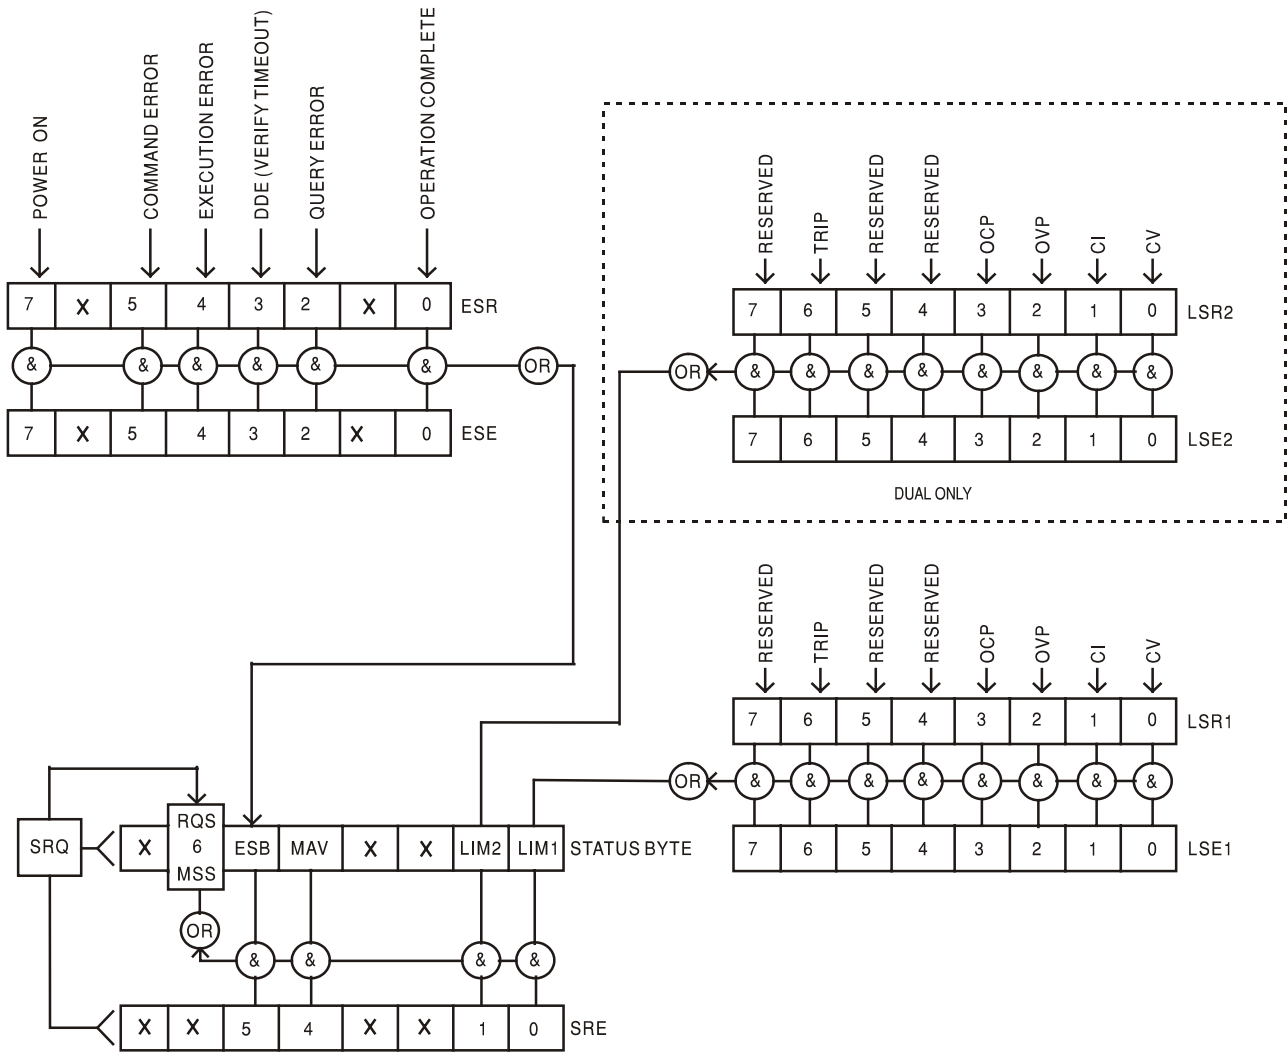 POWER ON
COMMAND ERROR
EXECUTION ERROR
DDE (VERIFY TIMEOUT)
QUERY ERROR
OPERATION COMPLETE
7 X 5 4 3 2 X 0 ESR
& & & & & & OR
7 X 5 4 3 2 X 0 ESE
RESERVED
TRIP
RESERVED
RESERVED
OCP
OVP
CI
CV
7 6 5 4 3 2 1 0 LSR2
OR & & & & & & & &
7 6 5 4 3 2 1 0 LSE2
DUAL ONLY
RESERVED
TRIP
RESERVED
RESERVED
OCP
OVP
CI
CV
7 6 5 4 3 2 1 0 LSR1
OR & & & & & & & &
7 6 5 4 3 2 1 0 LSE1
SRQ
X
RQS
6
MSS
ESB MAV X X LIM2 LIM1 STATUS BYTE
OR
& & & &
X X 5 4 X X 1 0 SRE